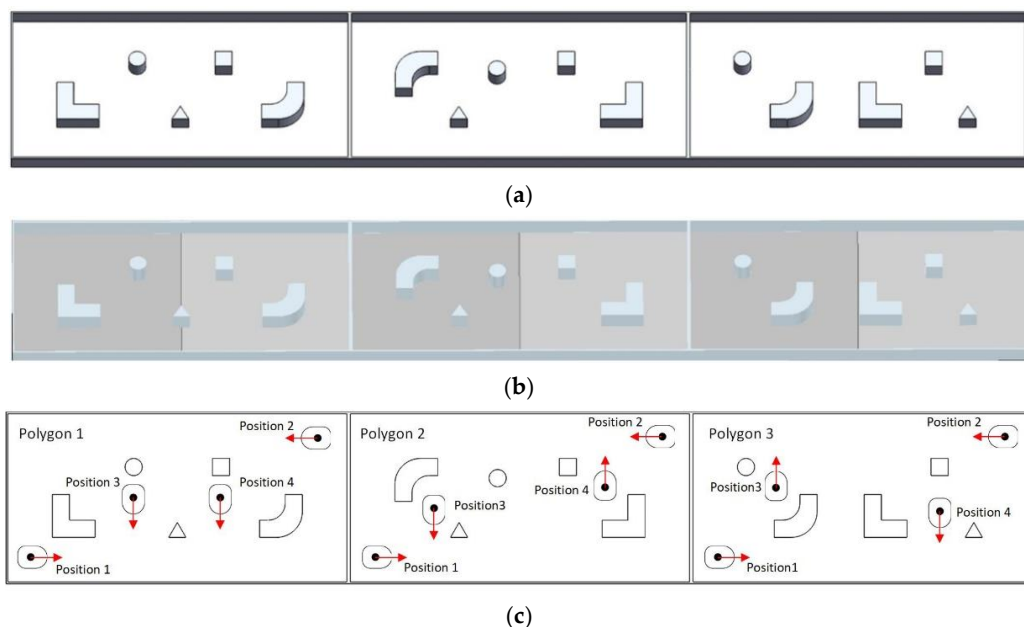 (a)
(b)
Polygon 1
Position 2
Position 3
Position 4
Position 1
Polygon 2
Position 2
Position3
Position 4
Position 1
Polygon 3
Position 2
Position3
Position 4
Position1
(c)